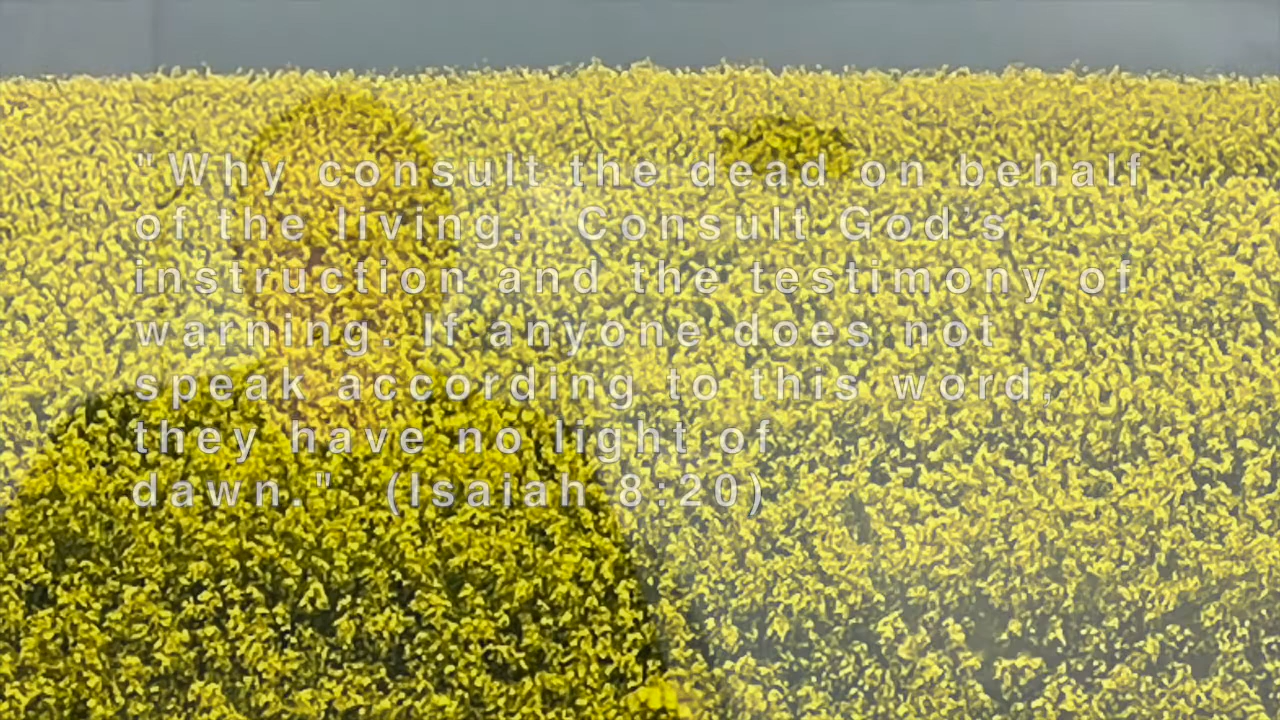 "Why consult the dead on behalf
of the living.  Consult God's
instruction and the testimony of
warning. If anyone does not
speak according to this word,
they have no light of
dawn."  (Isaiah 8:20)